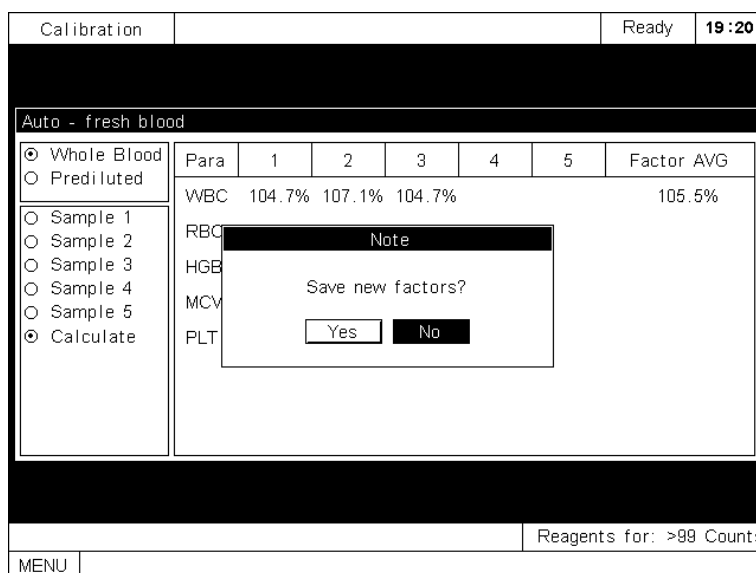 Calibration Ready 19:20
Auto - fresh blood
Whole Blood
Prediluted
Sample 1
Sample 2
Sample 3
Sample 4
Sample 5
Calculate
Para 1 2 3 4 5 Factor AVG
WBC 104.7% 107.1% 104.7% 105.5%
RBC
HGB
MCV
PLT
Note
Save new factors?
Yes No
Reagents for: >99 Counts
MENU